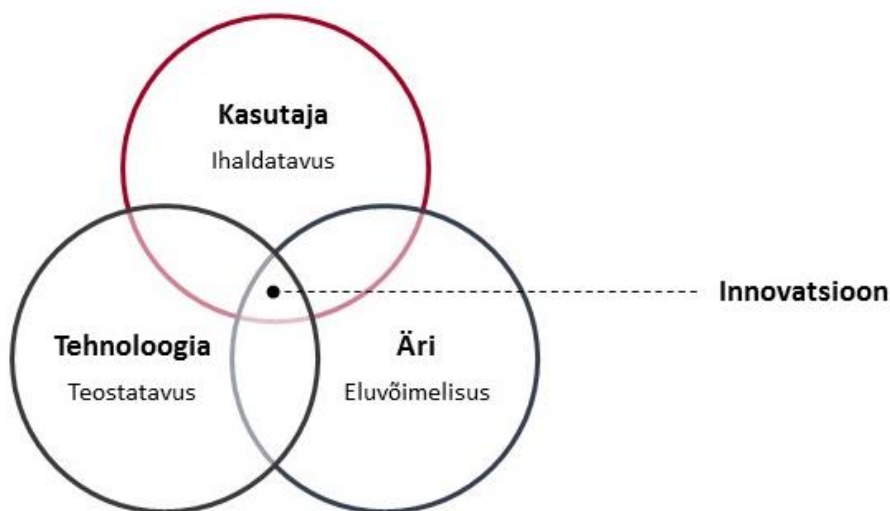 Kasutaja
Ihaldatavus
Innovatsioon
Tehnoloogia
Teostatavus
Äri
Eluvõimelisus